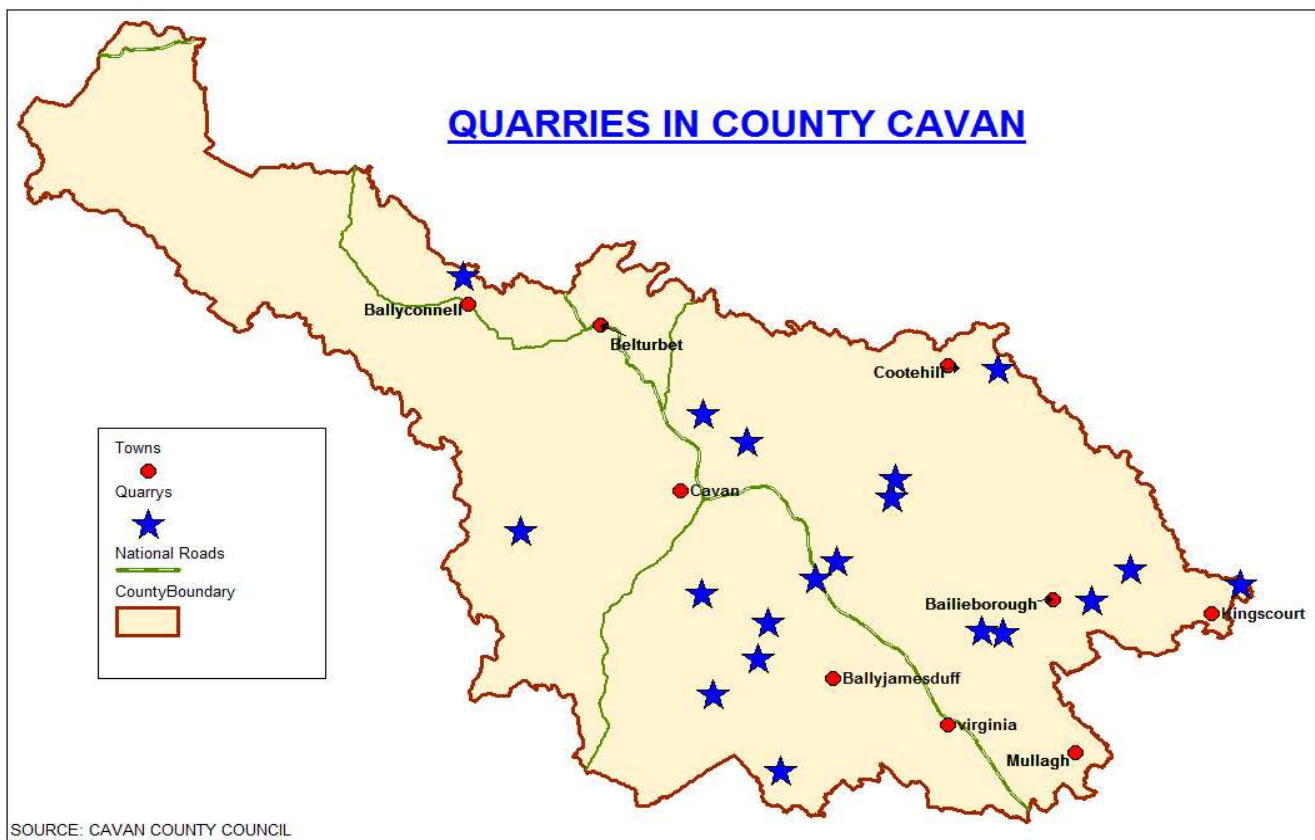 QUARRIES IN COUNTY CAVAN
Ballyconnell
Belturbet
Cootehill
Towns
Quarrys
National Roads
CountyBoundary
Cavan
Bailieborough
Kingscourt
Ballyjamesduff
virginia
Mullagh
SOURCE: CAVAN COUNTY COUNCIL